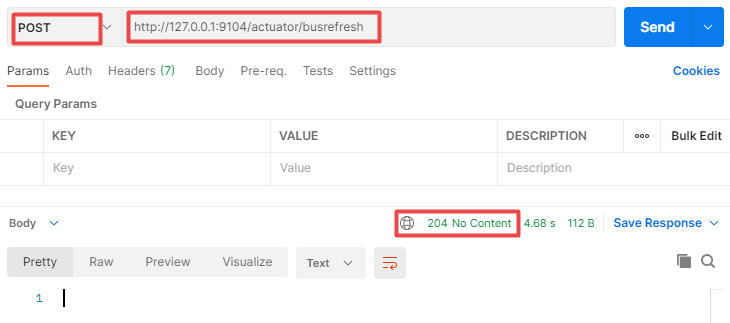 POST http://127.0.0.1:9104/actuator/busrefresh Send
Params Auth Headers (7) Body Pre-req. Tests Settings Cookies
Query Params
KEY VALUE DESCRIPTION ooo Bulk Edit
Key Value Description
Body 204 No Content 4.68 s 112 B Save Response
Pretty Raw Preview Visualize Text
1